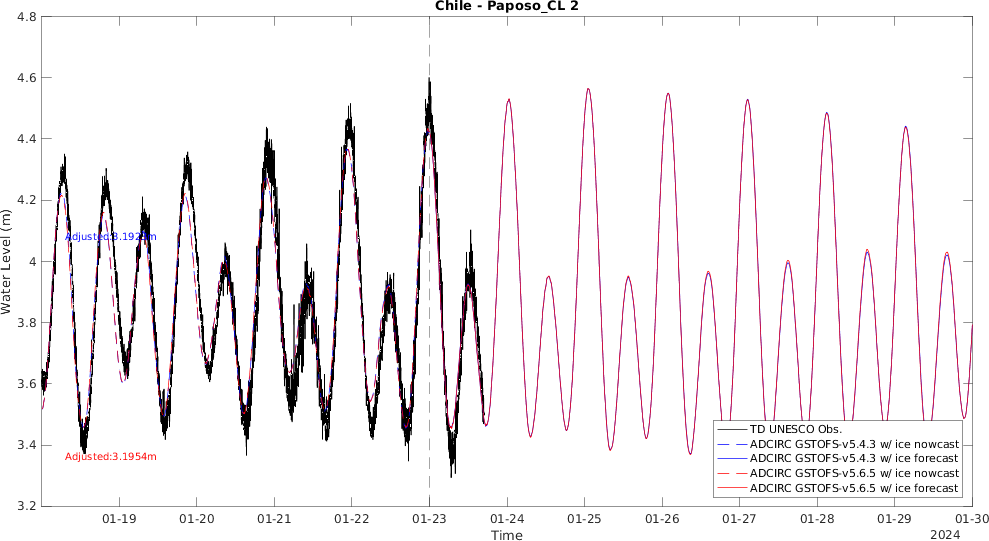 Chile - Paposo_CL 2
4.8
4.6
4.4
4.2
4
3.8
3.6
3.4
3.2
Water Level (m)
Adjusted:3.1925m
Adjusted:3.1954m
TD UNESCO Obs.
ADCIRC GSTOFS-v5.4.3 w/ ice nowcast
ADCIRC GSTOFS-v5.4.3 w/ ice forecast
ADCIRC GSTOFS-v5.6.5 w/ ice nowcast
ADCIRC GSTOFS-v5.6.5 w/ ice forecast
01-19 01-20 01-21 01-22 01-23 01-24 01-25 01-26 01-27 01-28 01-29 01-30
Time
2024